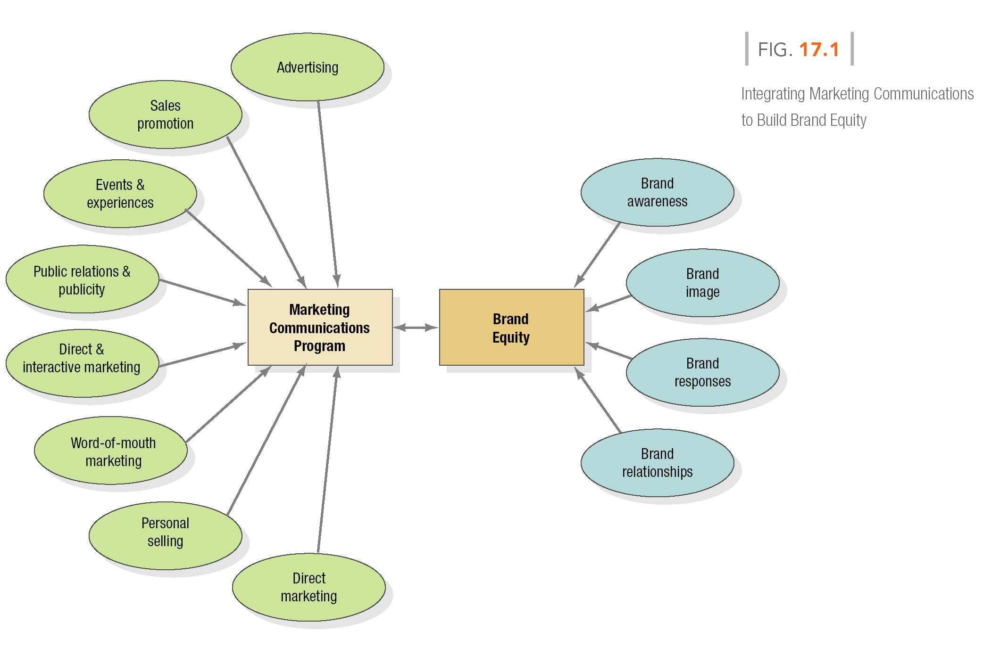 FIG. 17.1
Integrating Marketing Communications
to Build Brand Equity
Advertising
Sales
promotion
Events &
experiences
Public relations &
publicity
Direct &
interactive marketing
Word-of-mouth
marketing
Personal
selling
Direct
marketing
Marketing
Communications
Program
Brand
Equity
Brand
awareness
Brand
image
Brand
responses
Brand
relationships